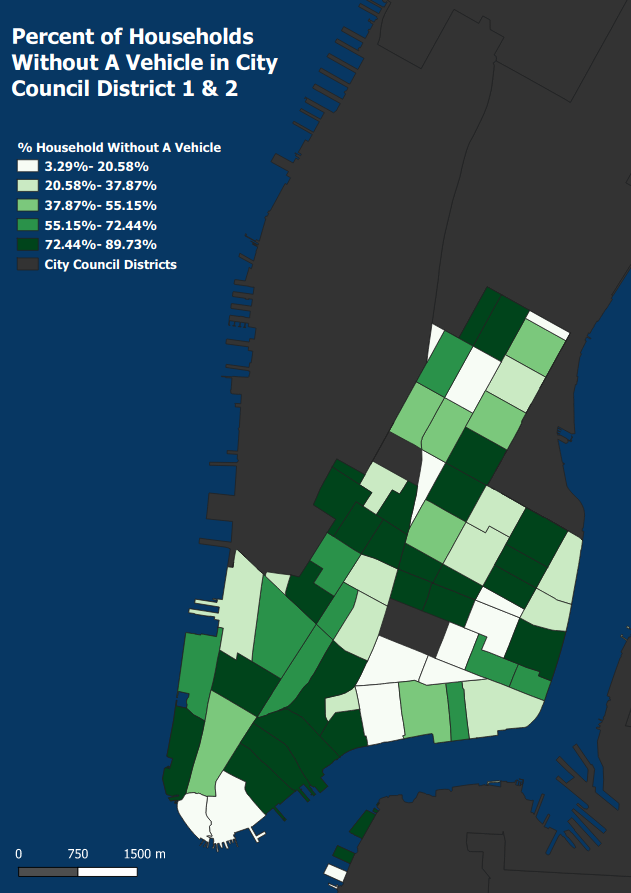 Percent of Households
Without A Vehicle in City
Council District 1 & 2
% Household Without A Vehicle
3.29%- 20.58%
20.58%- 37.87%
37.87%- 55.15%
55.15%- 72.44%
72.44%- 89.73%
City Council Districts
0 750 1500 m